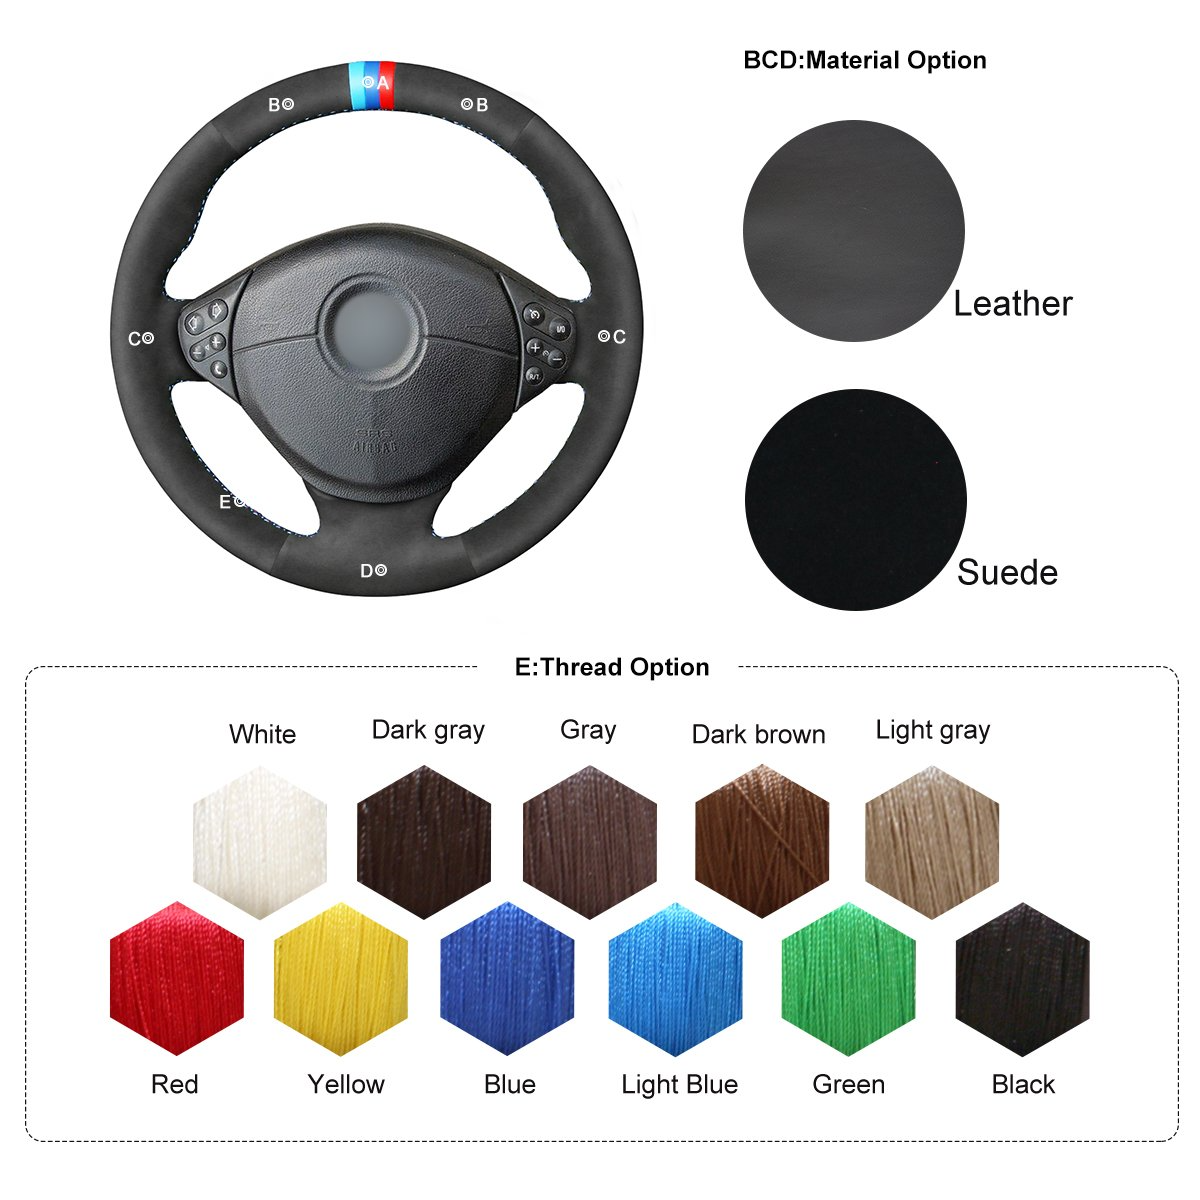 BCD:Material Option
A
B
B
Leather
C
C
R/T
AIRBAG
E
D
Suede
E:Thread Option
White
Dark gray
Gray
Dark brown
Light gray
Red
Yellow
Blue
Light Blue
Green
Black